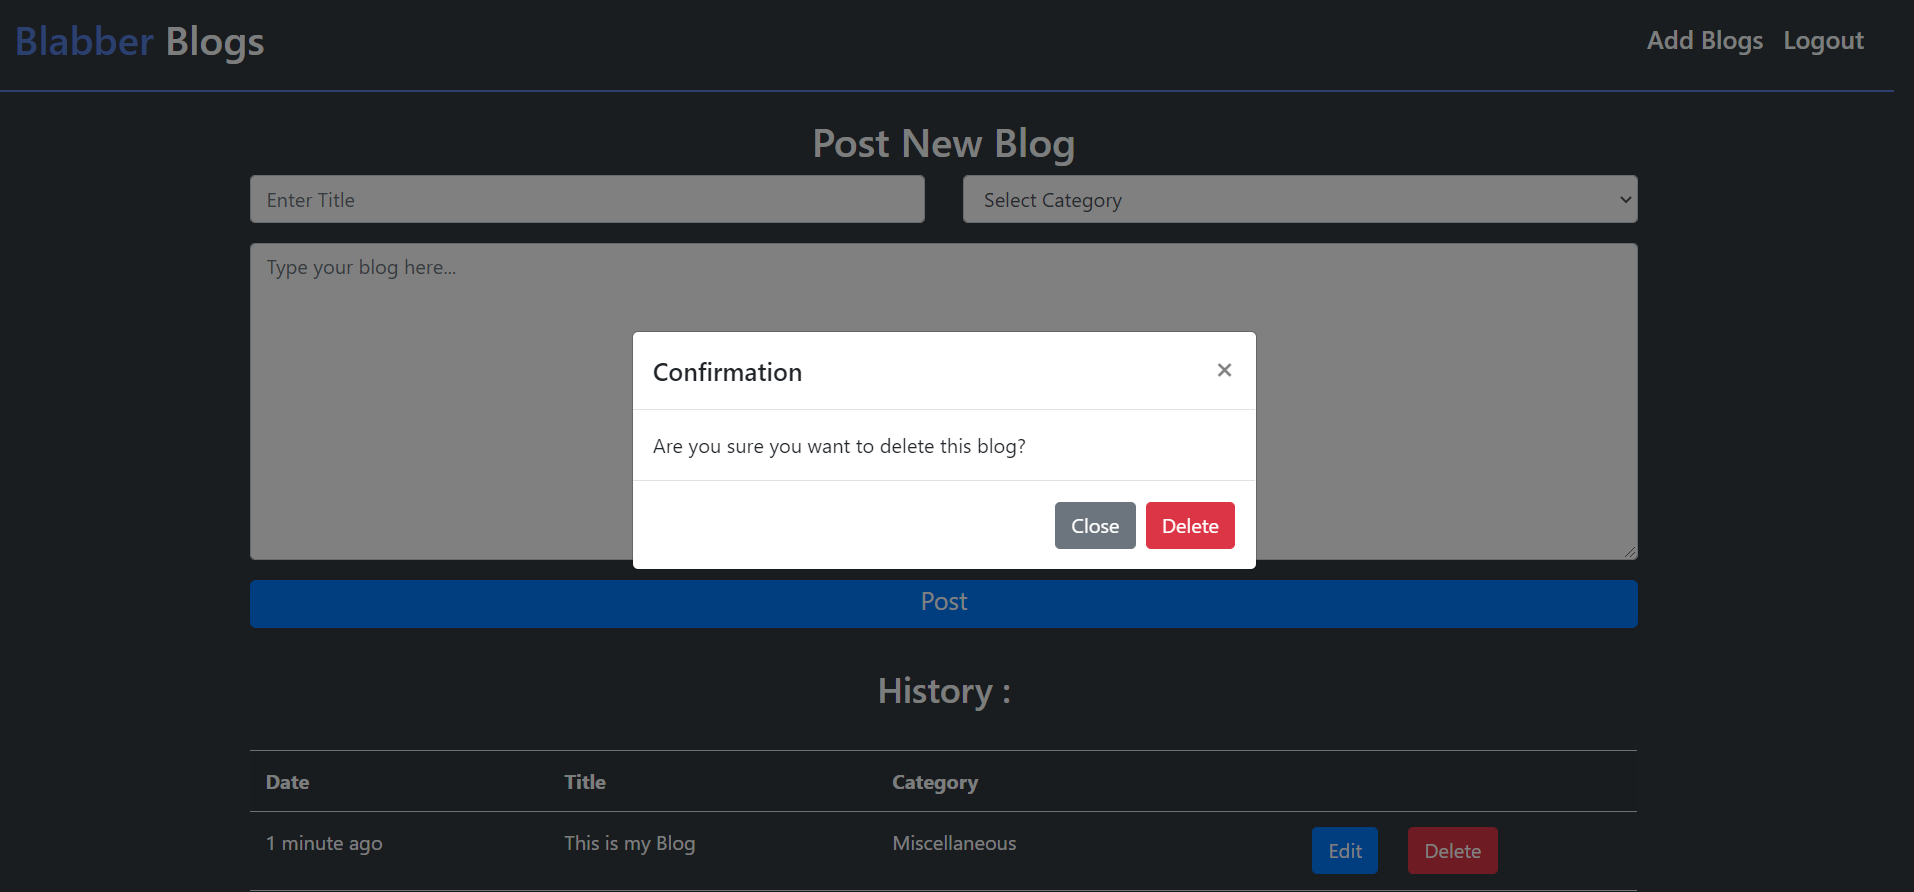 Blabber Blogs
Add Blogs Logout
Post New Blog
Enter Title
Select Category
Type your blog here...
Confirmation
×
Are you sure you want to delete this blog?
Close Delete
Post
History :
Date Title Category
1 minute ago This is my Blog Miscellaneous Edit Delete